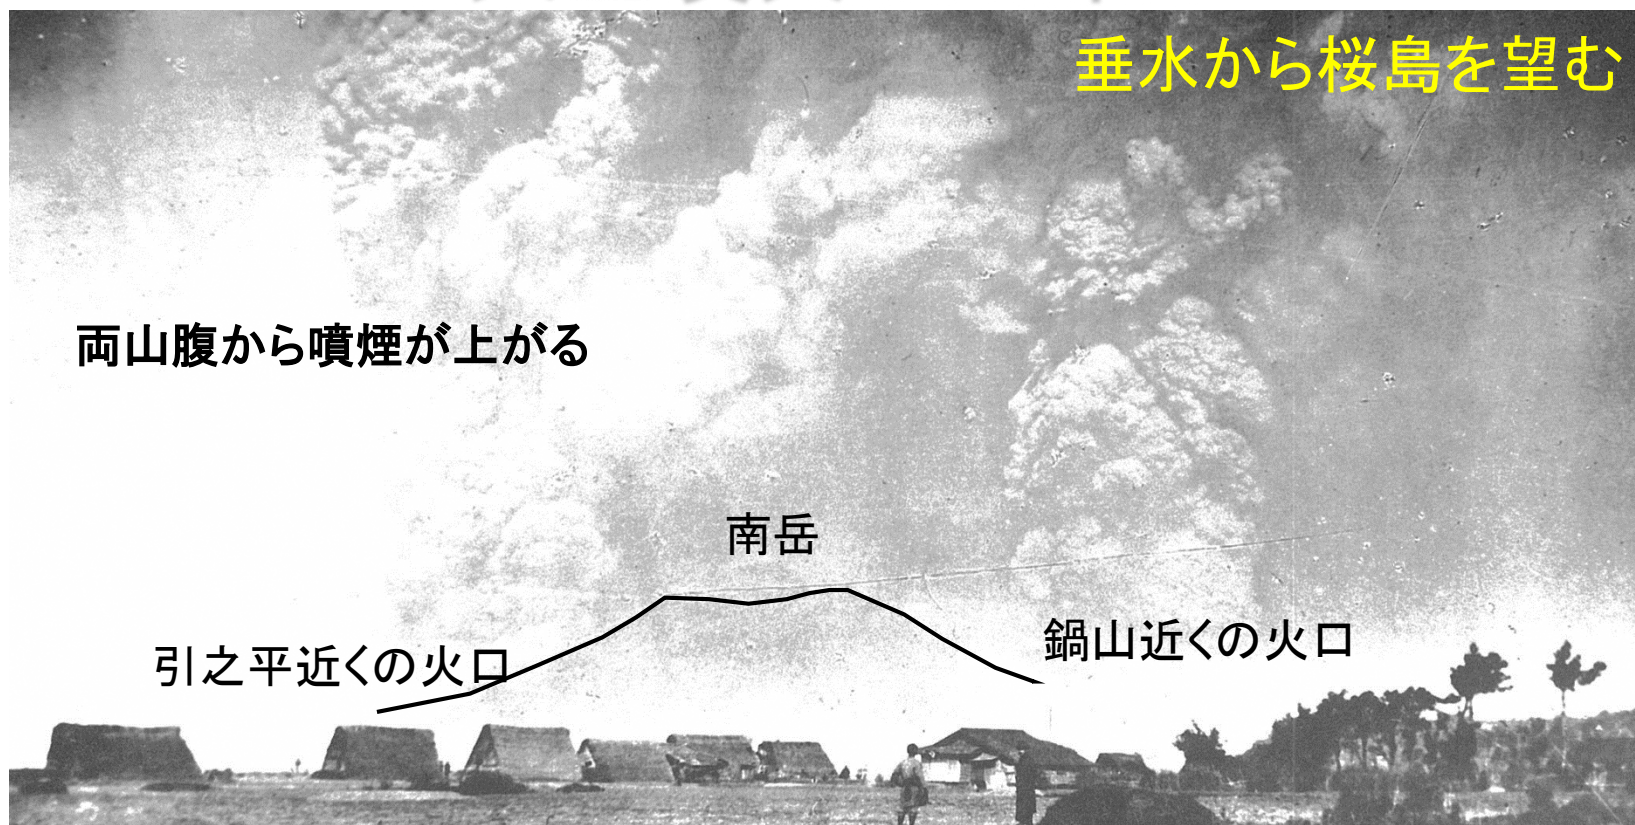 垂水から桜島を望む
両山腹から噴煙が上がる
南岳
引之平近くの火口
鍋山近くの火口